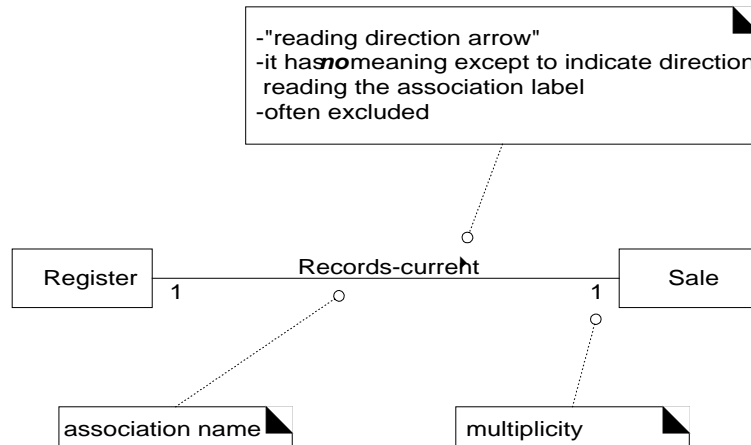 -"reading direction arrow"
-it has no meaning except to indicate direction
reading the association label
-often excluded
Register
Records-current
Sale
1
1
association name
multiplicity